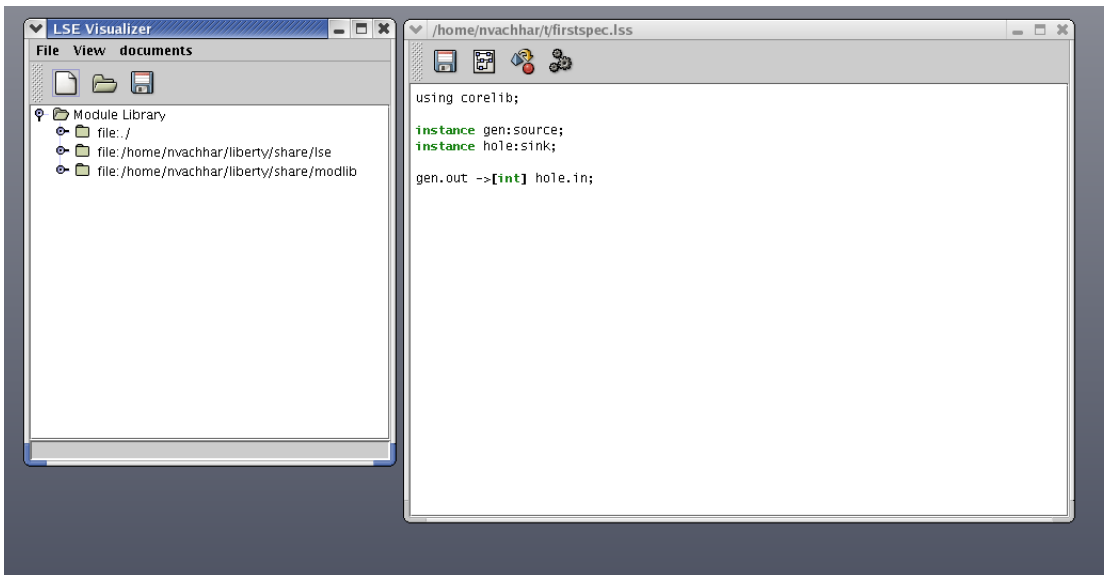 LSE Visualizer
File View documents
Module Library
file:./
file:/home/nvachhar/liberty/share/lse
file:/home/nvachhar/liberty/share/modlib
/home/nvachhar/t/firstspec.lss
using corelib;
instance gen:source;
instance hole:sink;
gen.out ->[int] hole.in;